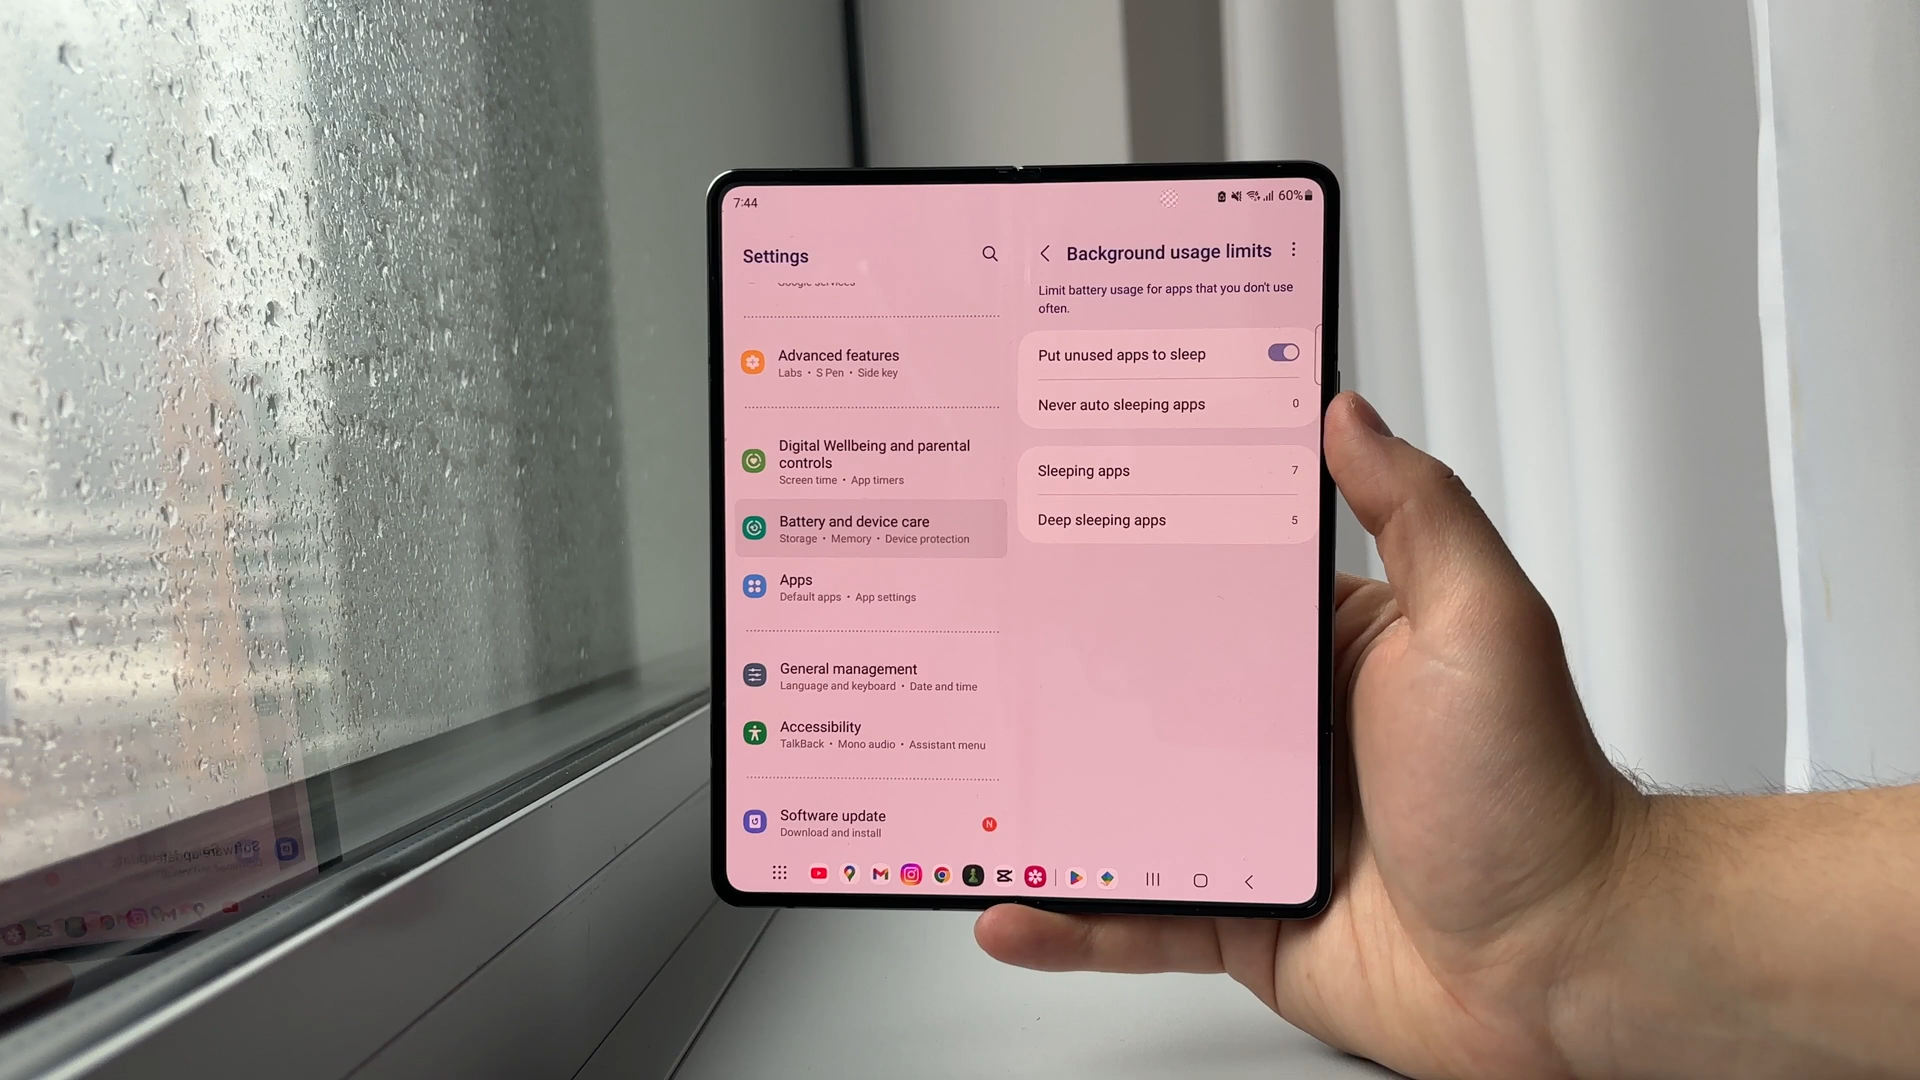 7:44
60%
Settings
Google services
Advanced features
Labs • S Pen • Side key
Digital Wellbeing and parental
controls
Screen time • App timers
Battery and device care
Storage • Memory • Device protection
Apps
Default apps • App settings
General management
Language and keyboard • Date and time
Accessibility
TalkBack • Mono audio • Assistant menu
Software update
Download and install
N
Background usage limits
Limit battery usage for apps that you don't use
often.
Put unused apps to sleep
Never auto sleeping apps 0
Sleeping apps 7
Deep sleeping apps 5